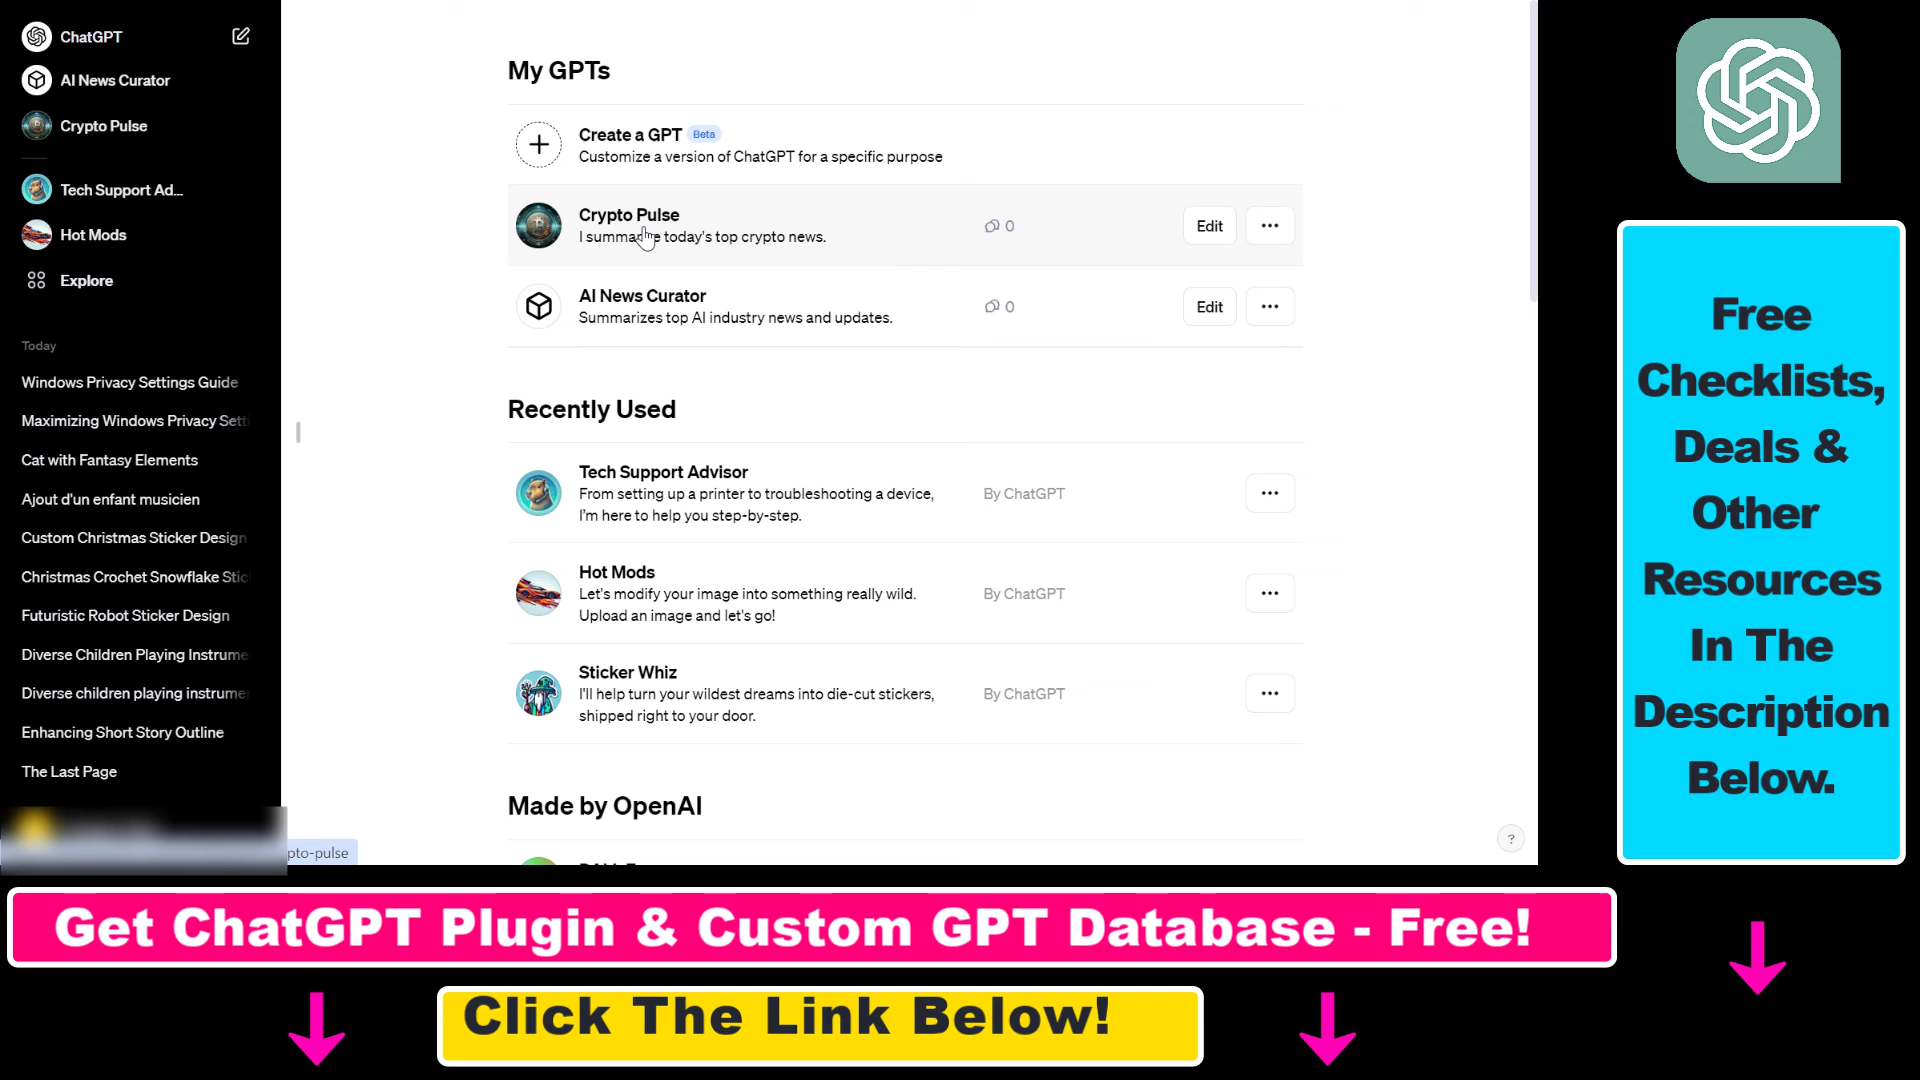 ChatGPT
AI News Curator
Crypto Pulse
Tech Support Ad...
Hot Mods
Explore
Today
Windows Privacy Settings Guide
Maximizing Windows Privacy Setti
Cat with Fantasy Elements
Ajout d'un enfant musicien
Custom Christmas Sticker Design
Christmas Crochet Snowflake Stic
Futuristic Robot Sticker Design
Diverse Children Playing Instrume
Diverse children playing instrumen
Enhancing Short Story Outline
The Last Page
pto-pulse
My GPTs
Create a GPT Beta
Customize a version of ChatGPT for a specific purpose
Crypto Pulse
I summarize today's top crypto news.
0
Edit
AI News Curator
Summarizes top AI industry news and updates.
0
Edit
Recently Used
Tech Support Advisor
From setting up a printer to troubleshooting a device,
I'm here to help you step-by-step.
By ChatGPT
Hot Mods
Let's modify your image into something really wild.
Upload an image and let's go!
By ChatGPT
Sticker Whiz
I'll help turn your wildest dreams into die-cut stickers,
shipped right to your door.
By ChatGPT
Made by OpenAI
?
Free
Checklists,
Deals &
Other
Resources
In The
Description
Below.
Get ChatGPT Plugin & Custom GPT Database - Free!
Click The Link Below!